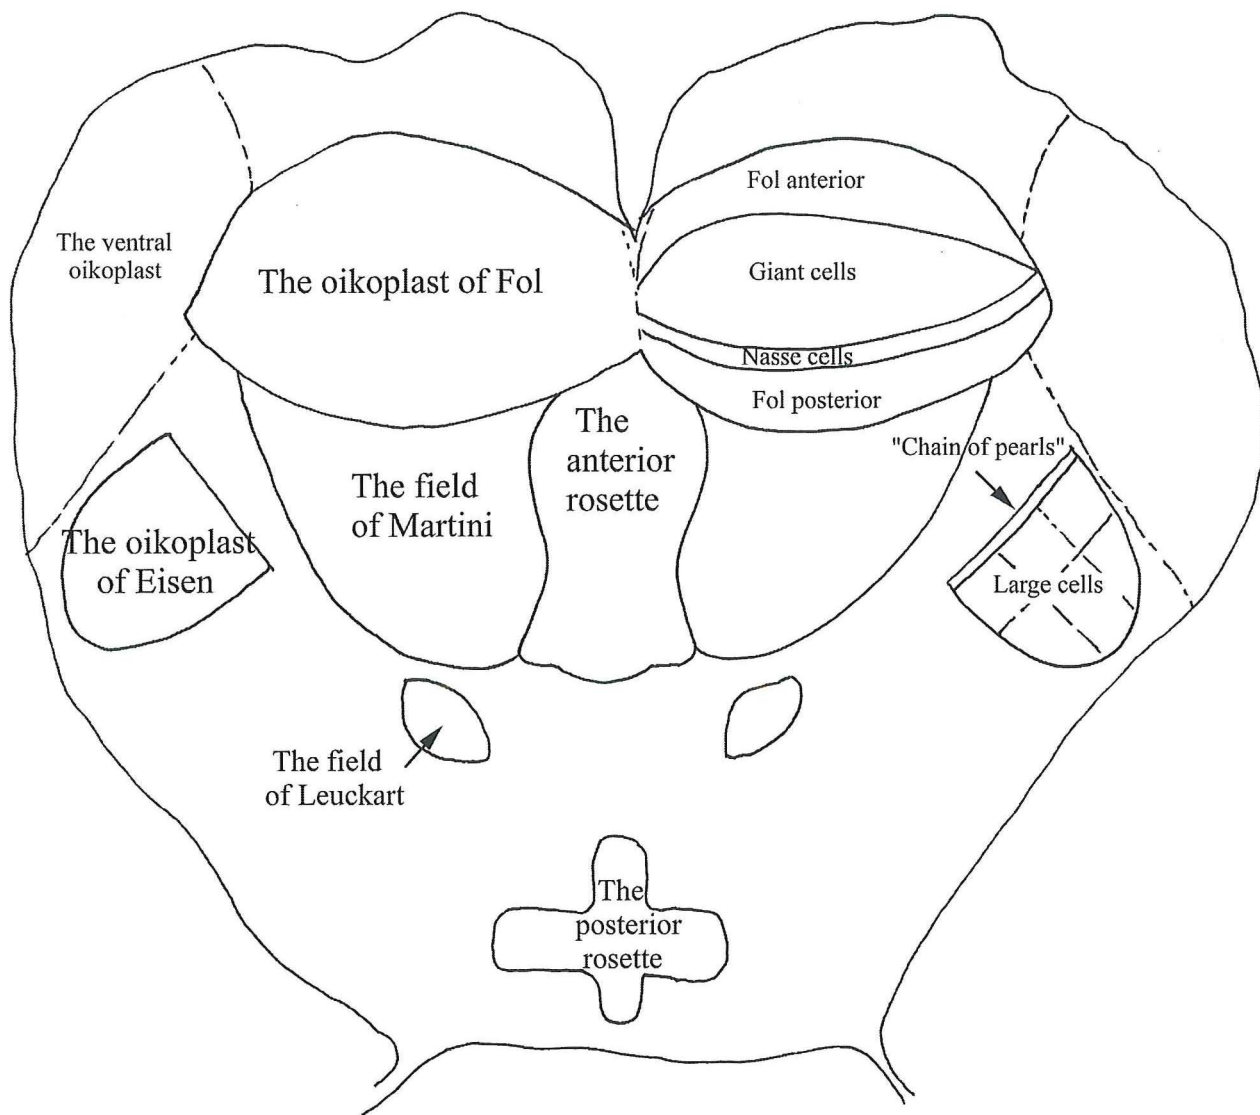 Fol anterior
The ventral
oikoplast
The oikoplast of Fol
Giant cells
Nasse cells
Fol posterior
The
anterior
rosette
"Chain of pearls"
The field
of Martini
The oikoplast
of Eisen
Large cells
The field
of Leuckart
The
posterior
rosette